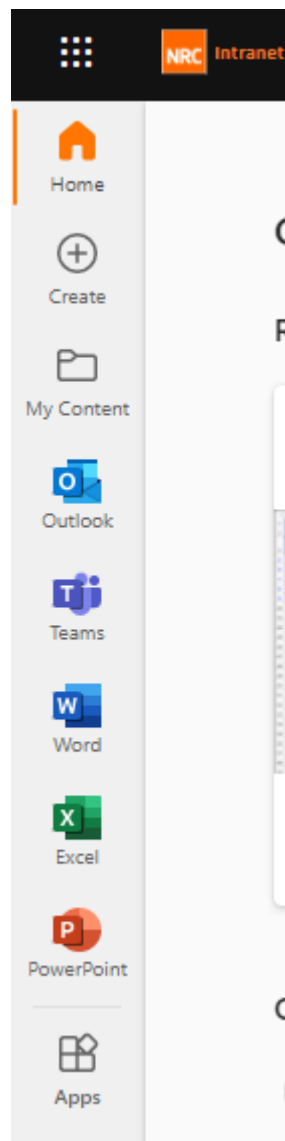 NRC Intranet
Home
Create
My Content
Outlook
Teams
Word
Excel
PowerPoint
Apps